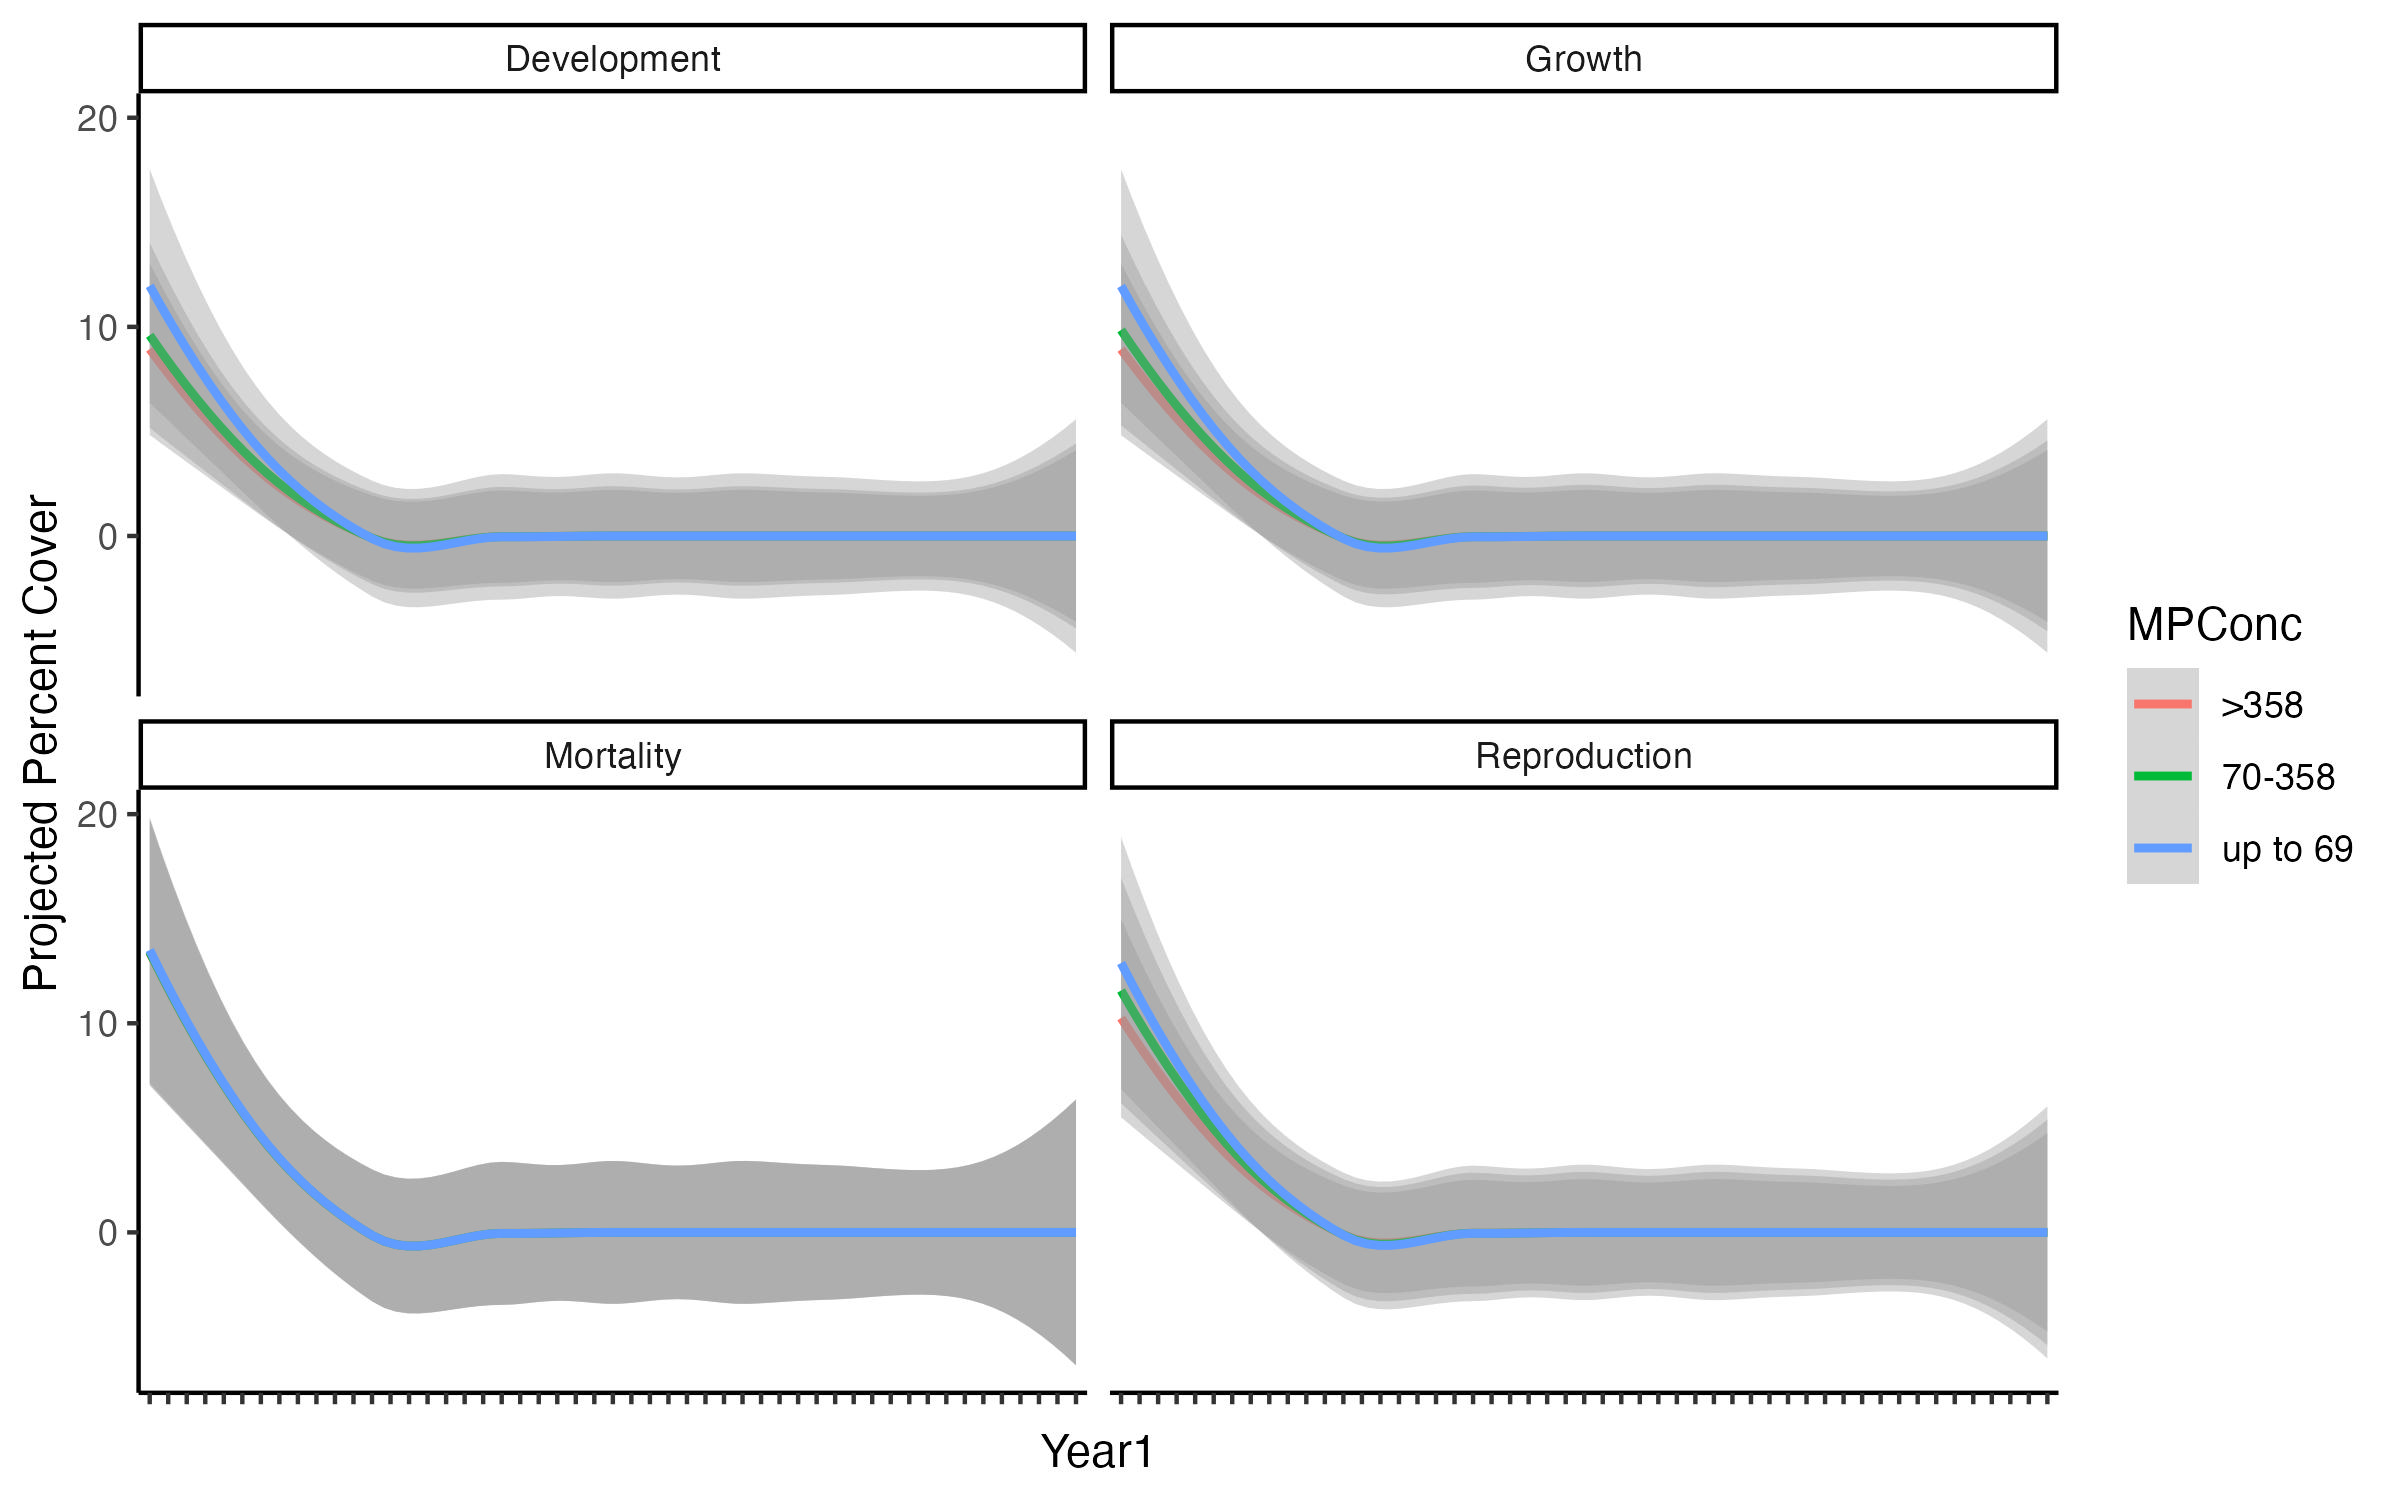 Development
Growth
20
10
0
Mortality
Reproduction
20
10
0
Projected Percent Cover
Year1
MPConc
>358
70-358
up to 69